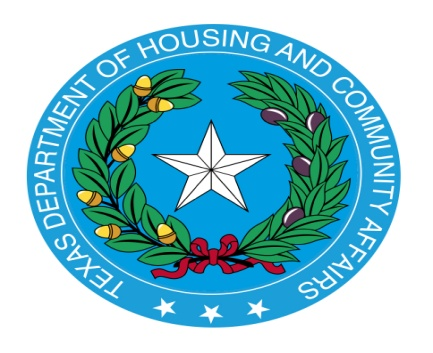 TEXAS DEPARTMENT OF HOUSING AND COMMUNITY AFFAIRS